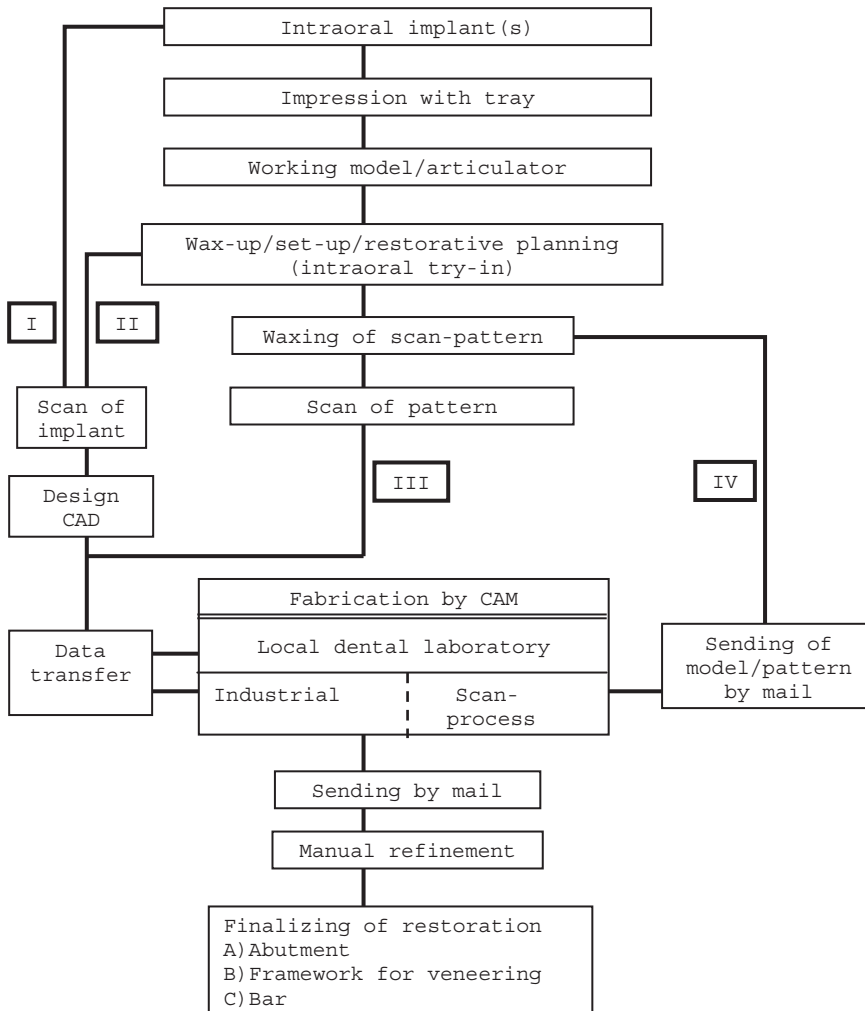 Intraoral implant(s)
Impression with tray
Working model/articulator
Wax-up/set-up/restorative planning
(intraoral try-in)
I
II
Waxing of scan-pattern
Scan of
implant
Scan of pattern
III
IV
Design
CAD
Fabrication by CAM
Data
transfer
Local dental laboratory
Sending of
model/pattern
by mail
Industrial
Scan-
process
Sending by mail
Manual refinement
Finalizing of restoration
A)Abutment
B)Framework for veneering
C)Bar